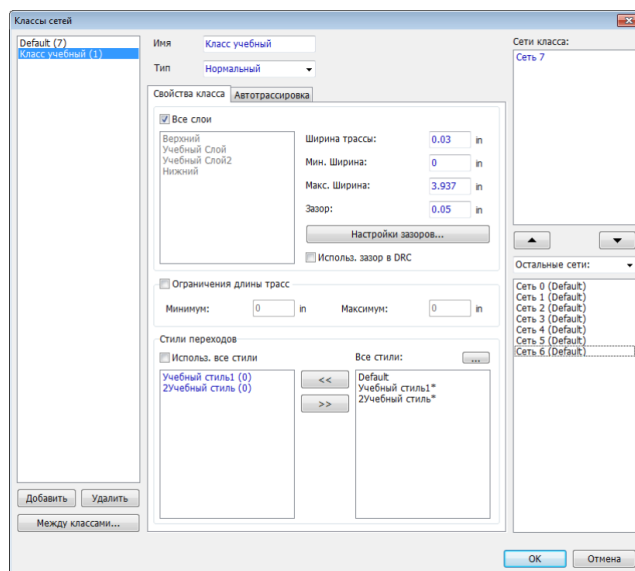 Классы сетей
Default (7)
Класс учебный (1)
Добавить
Удалить
Между классами...
Имя
Класс учебный
Тип
Нормальный
Свойства класса
Автотрассировка
Все слои
Верхний
Учебный Слой
Учебный Слой2
Нижний
Ширина трассы:
0.03
in
Мин. Ширина:
0
in
Макс. Ширина:
3.937
in
Зазор:
0.05
in
Настройки зазоров...
Использ. зазор в DRC
Ограничения длины трасс
Минимум:
0
in
Максимум:
0
in
Стили переходов
Использ. все стили
Все стили:
...
Учебный стиль1 (0)
2Учебный стиль (0)
<<
>>
Default
Учебный стиль1*
2Учебный стиль*
Сети класса:
Сеть 7
Остальные сети:
Сеть 0 (Default)
Сеть 1 (Default)
Сеть 2 (Default)
Сеть 3 (Default)
Сеть 4 (Default)
Сеть 5 (Default)
Сеть 6 (Default)
OK
Отмена